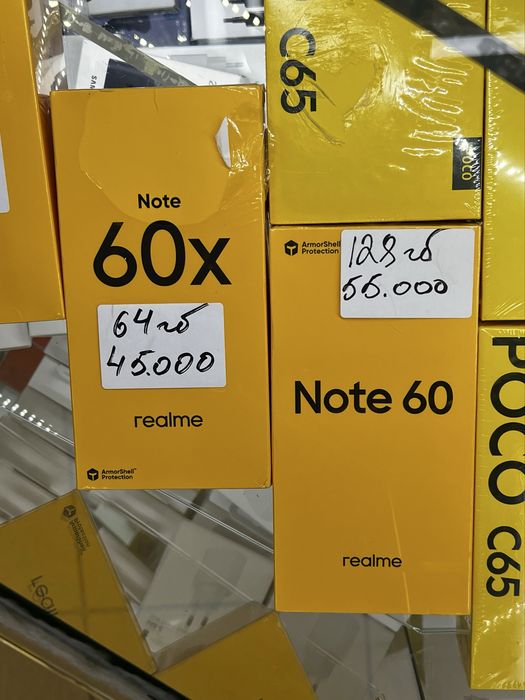 C65
POCO
Note
60x
64гб
45.000
realme
ArmorShell
Protection
ArmorShell
Protection
128гб
55.000
Note 60
realme
POCO C65